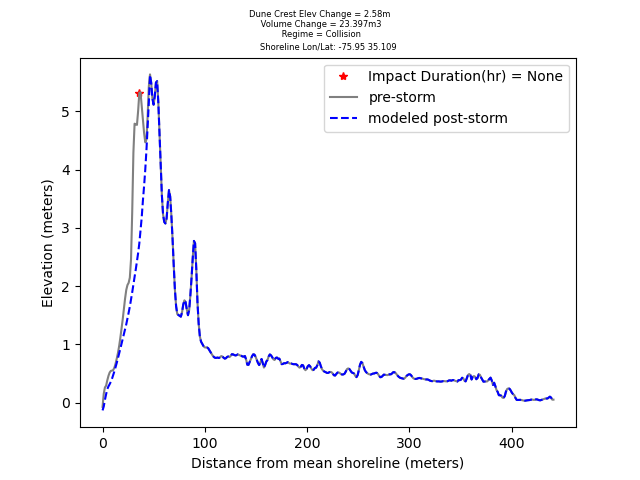 Dune Crest Elev Change = 2.58m
Volume Change = 23.397m3
Regime = Collision
Shoreline Lon/Lat: -75.95 35.109
Impact Duration(hr) = None
pre-storm
modeled post-storm
Elevation (meters)
5
4
3
2
1
0
0 100 200 300 400
Distance from mean shoreline (meters)